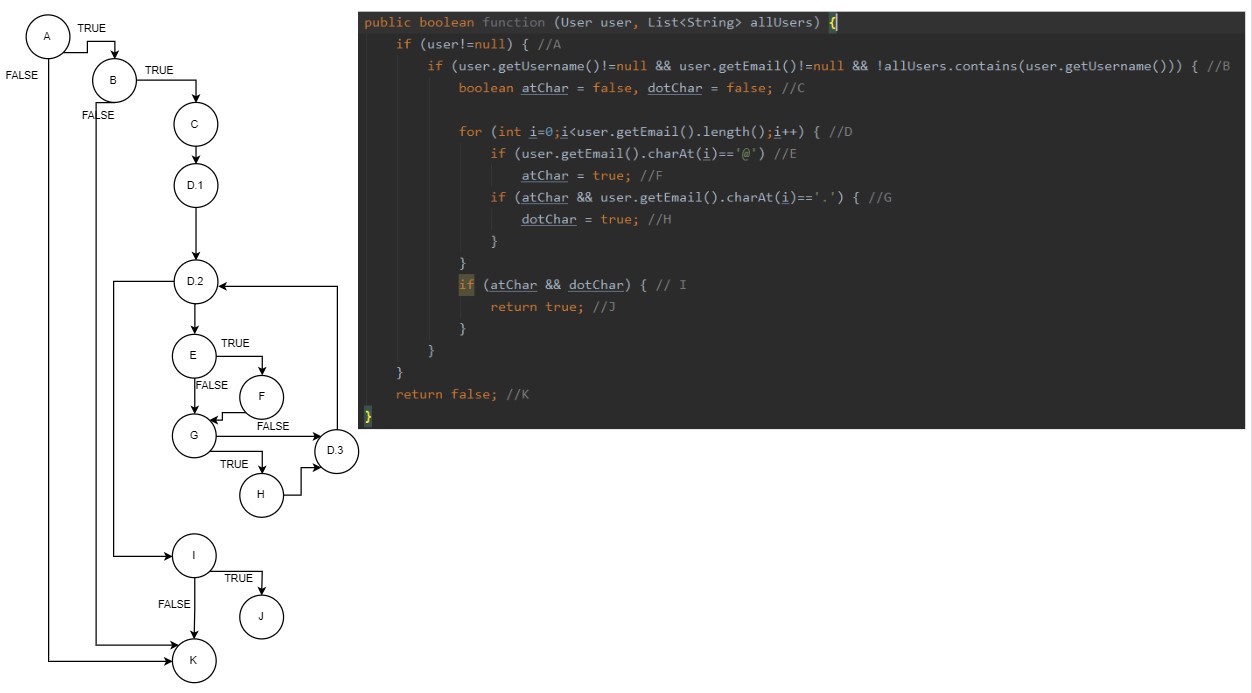 A
TRUE
FALSE
B
TRUE
FALSE
C
D.1
D.2
E
TRUE
FALSE
F
G
FALSE
TRUE
D.3
H
I
TRUE
FALSE
J
K
public boolean function (User user, List<String> allUsers) {
if (user!=null) { //A
if (user.getUsername()!=null && user.getEmail()!=null && !allUsers.contains(user.getUsername())) { //B
boolean atChar = false, dotChar = false; //C
for (int i=0;i<user.getEmail().length();i++) { //D
if (user.getEmail().charAt(i)=='@') //E
atChar = true; //F
if (atChar && user.getEmail().charAt(i)=='.') { //G
dotChar = true; //H
}
}
if (atChar && dotChar) { // I
return true; //J
}
}
}
return false; //K
}